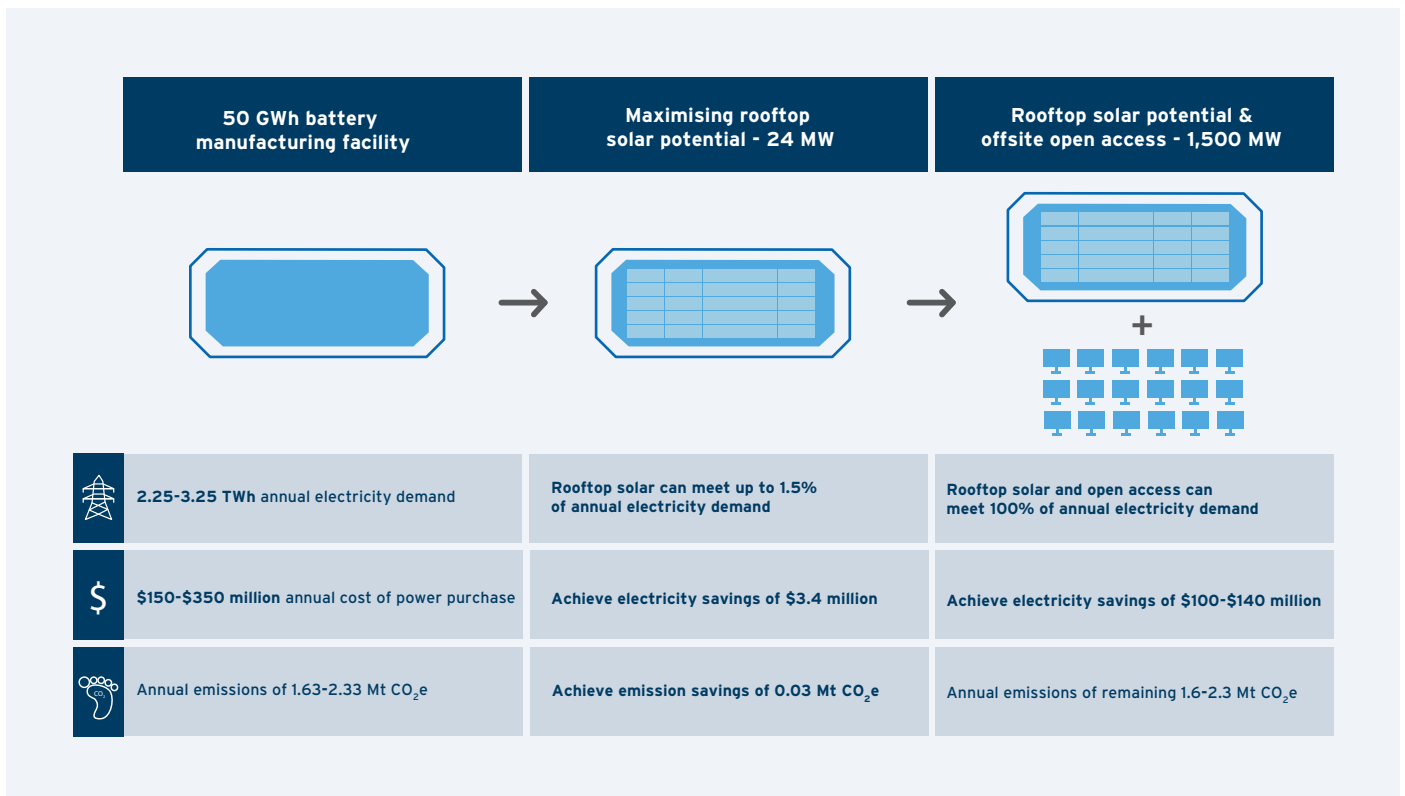 50 GWh battery
manufacturing facility
Maximising rooftop
solar potential - 24 MW
Rooftop solar potential &
offsite open access - 1,500 MW
+
2.25-3.25 TWh annual electricity demand
Rooftop solar can meet up to 1.5%
of annual electricity demand
Rooftop solar and open access can
meet 100% of annual electricity demand
$
$150-$350 million annual cost of power purchase
Achieve electricity savings of $3.4 million
Achieve electricity savings of $100-$140 million
CO₂
Annual emissions of 1.63-2.33 Mt CO₂e
Achieve emission savings of 0.03 Mt CO₂e
Annual emissions of remaining 1.6-2.3 Mt CO₂e